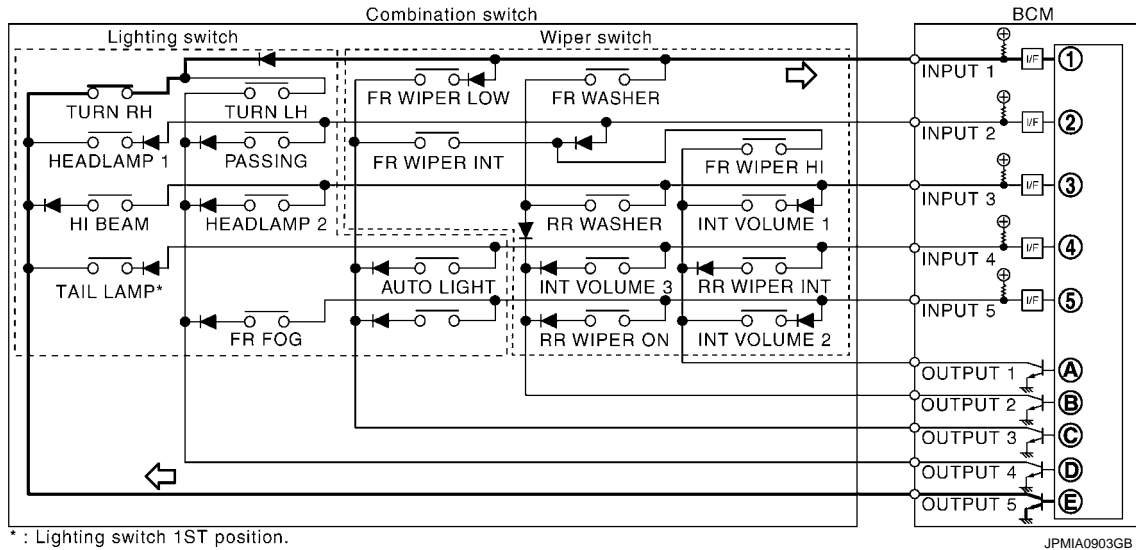 Combination switch BCM
Lighting switch Wiper switch
INPUT 1 I/F 1
TURN RH TURN LH FR WIPER LOW FR WASHER
INPUT 2 I/F 2
HEADLAMP 1 PASSING FR WIPER INT FR WIPER HI
INPUT 3 I/F 3
HI BEAM HEADLAMP 2 RR WASHER INT VOLUME 1
INPUT 4 I/F 4
TAIL LAMP* AUTO LIGHT INT VOLUME 3 RR WIPER INT
INPUT 5 I/F 5
FR FOG RR WIPER ON INT VOLUME 2
OUTPUT 1 A
OUTPUT 2 B
OUTPUT 3 C
OUTPUT 4 D
OUTPUT 5 E
* : Lighting switch 1ST position.
JPMIA0903GB